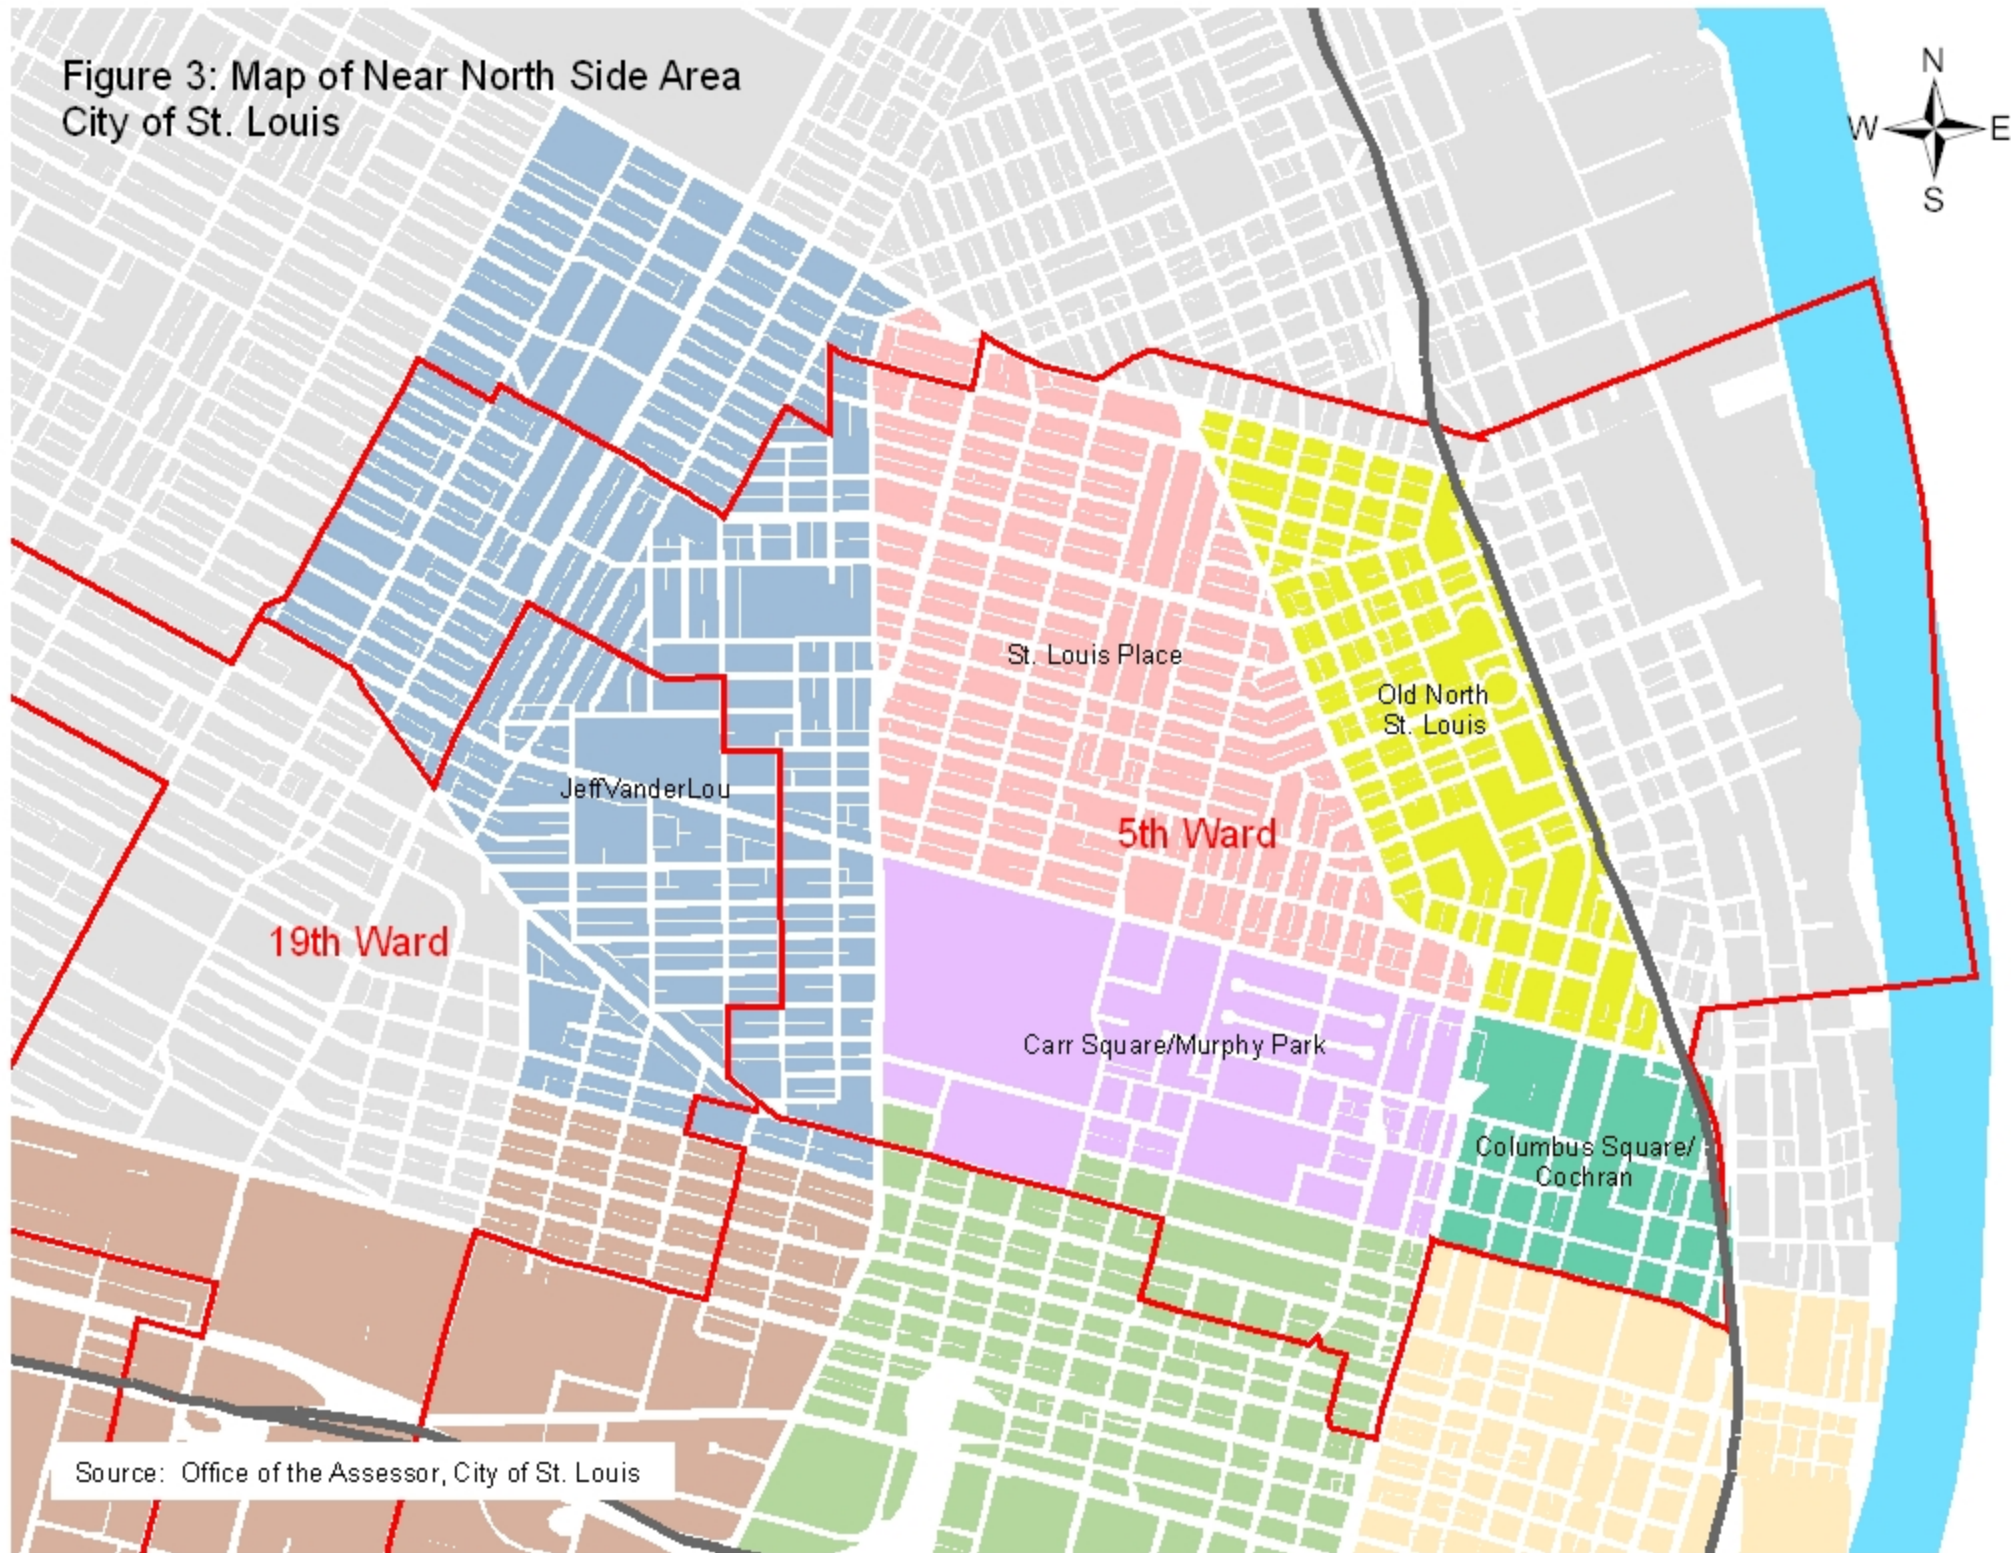 Figure 3: Map of Near North Side Area
City of St. Louis
N
W
E
S
St. Louis Place
Old North
St. Louis
JeffVanderLou
5th Ward
19th Ward
Carr Square/Murphy Park
Columbus Square/
Cochran
Source: Office of the Assessor, City of St. Louis